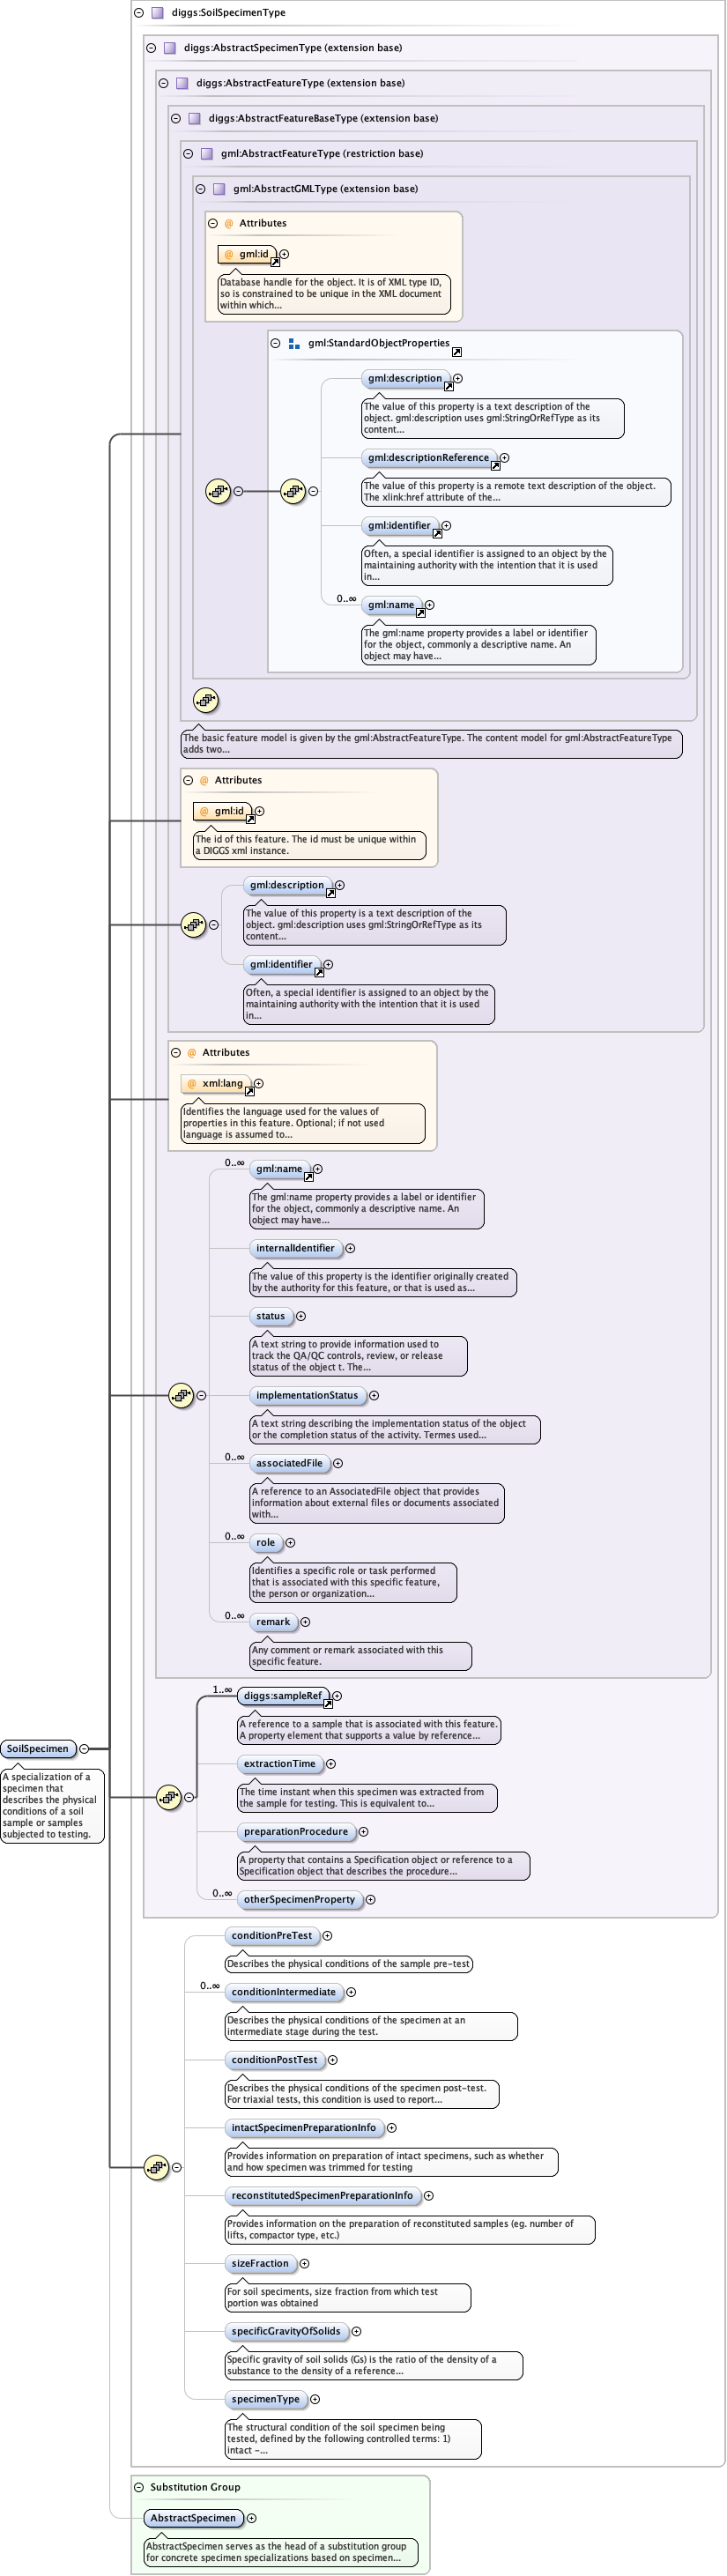 diggs:SoilSpecimenType
diggs:AbstractSpecimenType (extension base)
diggs:AbstractFeatureType (extension base)
diggs:AbstractFeatureBaseType (extension base)
gml:AbstractFeatureType (restriction base)
gml:AbstractGMLType (extension base)
@ Attributes
@ gml:id
Database handle for the object. It is of XML type ID,
so is constrained to be unique in the XML document
within which...
gml:StandardObjectProperties
gml:description
The value of this property is a text description of the
object. gml:description uses gml:StringOrRefType as its
content...
gml:descriptionReference
The value of this property is a remote text description of the object.
The xlink:href attribute of the...
gml:identifier
Often, a special identifier is assigned to an object by the
maintaining authority with the intention that it is used
in...
0..∞
gml:name
The gml:name property provides a label or identifier
for the object, commonly a descriptive name. An
object may have...
The basic feature model is given by the gml:AbstractFeatureType. The content model for gml:AbstractFeatureType
adds two...
@ Attributes
@ gml:id
The id of this feature. The id must be unique within
a DIGGS xml instance.
gml:description
The value of this property is a text description of the
object. gml:description uses gml:StringOrRefType as its
content...
gml:identifier
Often, a special identifier is assigned to an object by the
maintaining authority with the intention that it is used
in...
@ Attributes
@ xml:lang
Identifies the language used for the values of
properties in this feature. Optional; if not used
language is assumed to...
0..∞
gml:name
The gml:name property provides a label or identifier
for the object, commonly a descriptive name. An
object may have...
internalIdentifier
The value of this property is the identifier originally created
by the authority for this feature, or that is used as...
status
A text string to provide information used to
track the QA/QC controls, review, or release
status of the object t. The...
implementationStatus
A text string describing the implementation status of the object
or the completion status of the activity. Termes used...
0..∞
associatedFile
A reference to an AssociatedFile object that provides
information about external files or documents associated
with...
0..∞
role
Identifies a specific role or task performed
that is associated with this specific feature,
the person or organization...
0..∞
remark
Any comment or remark associated with this
specific feature.
1..∞
diggs:sampleRef
A reference to a sample that is associated with this feature.
A property element that supports a value by reference...
extractionTime
The time instant when this specimen was extracted from
the sample for testing. This is equivalent to...
preparationProcedure
A property that contains a Specification object or reference to a
Specification object that describes the procedure...
0..∞
otherSpecimenProperty
SoilSpecimen
A specialization of a
specimen that
describes the physical
conditions of a soil
sample or samples
subjected to testing.
conditionPreTest
Describes the physical conditions of the sample pre-test
0..∞
conditionIntermediate
Describes the physical conditions of the specimen at an
intermediate stage during the test.
conditionPostTest
Describes the physical conditions of the specimen post-test.
For triaxial tests, this condition is used to report...
intactSpecimenPreparationInfo
Provides information on preparation of intact specimens, such as whether
and how specimen was trimmed for testing
reconstitutedSpecimenPreparationInfo
Provides information on the preparation of reconstituted samples (eg. number of
lifts, compactor type, etc.)
sizeFraction
For soil speciments, size fraction from which test
portion was obtained
specificGravityOfSolids
Specific gravity of soil solids (Gs) is the ratio of the density of a
substance to the density of a reference...
specimenType
The structural condition of the soil specimen being
tested, defined by the following controlled terms: 1)
intact -...
Substitution Group
AbstractSpecimen
AbstractSpecimen serves as the head of a substitution group
for concrete specimen specializations based on specimen...